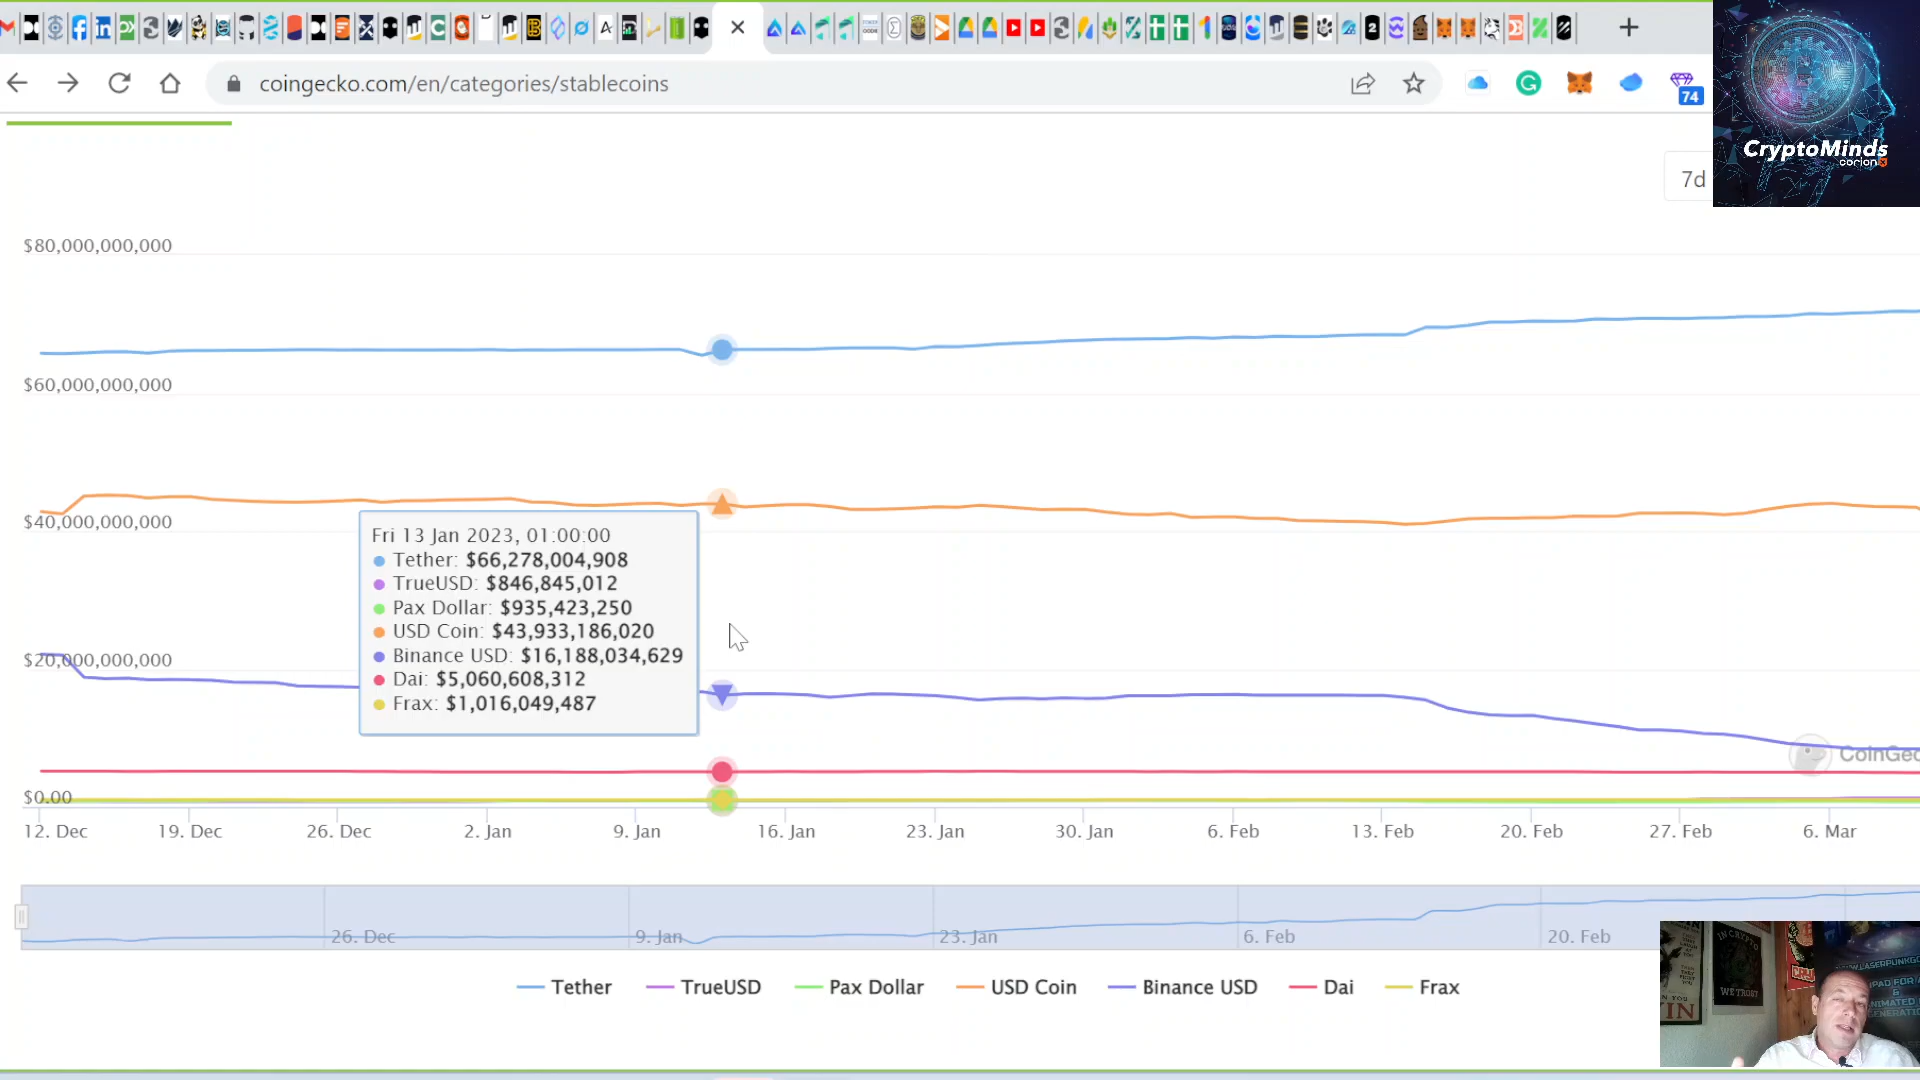 coingecko.com/en/categories/stablecoins
74
CryptoMinds
corionx
7d
$80,000,000,000
$60,000,000,000
$40,000,000,000
$20,000,000,000
$0.00
Fri 13 Jan 2023, 01:00:00
Tether: $66,278,004,908
TrueUSD: $846,845,012
Pax Dollar: $935,423,250
USD Coin: $43,933,186,020
Binance USD: $16,188,034,629
Dai: $5,060,608,312
Frax: $1,016,049,487
CoinGec
12. Dec 19. Dec 26. Dec 2. Jan 9. Jan 16. Jan 23. Jan 30. Jan 6. Feb 13. Feb 20. Feb 27. Feb 6. Mar
26. Dec 9. Jan 23. Jan 6. Feb 20. Feb
Tether TrueUSD Pax Dollar USD Coin Binance USD Dai Frax
IN CRYPTO
WE TRUST